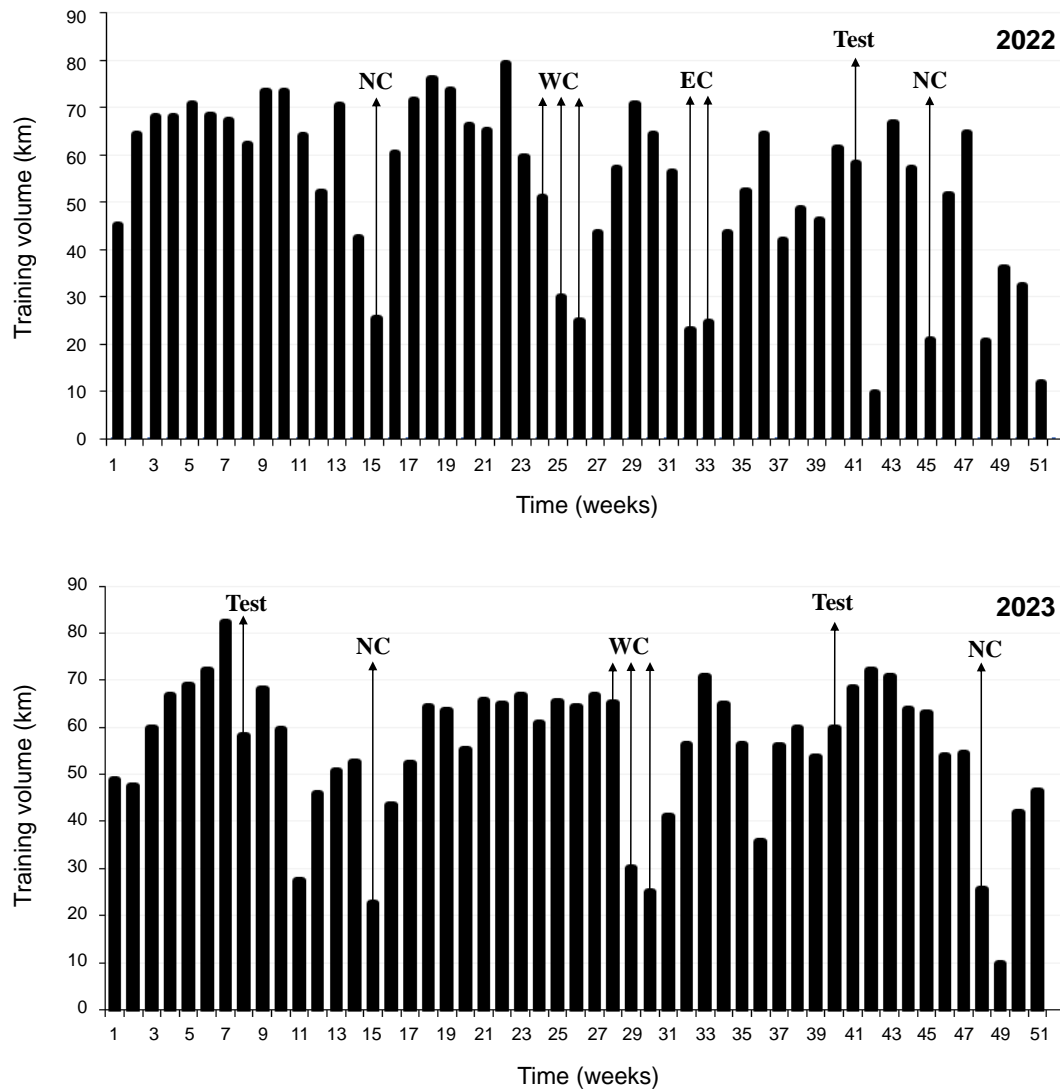 90
2022
Test
80
NC
WC
EC
NC
70
60
50
40
30
20
10
0
Training volume (km)
1 3 5 7 9 11 13 15 17 19 21 23 25 27 29 31 33 35 37 39 41 43 45 47 49 51
Time (weeks)
90
Test
Test
2023
80
NC
WC
NC
70
60
50
40
30
20
10
0
Training volume (km)
1 3 5 7 9 11 13 15 17 19 21 23 25 27 29 31 33 35 37 39 41 43 45 47 49 51
Time (weeks)